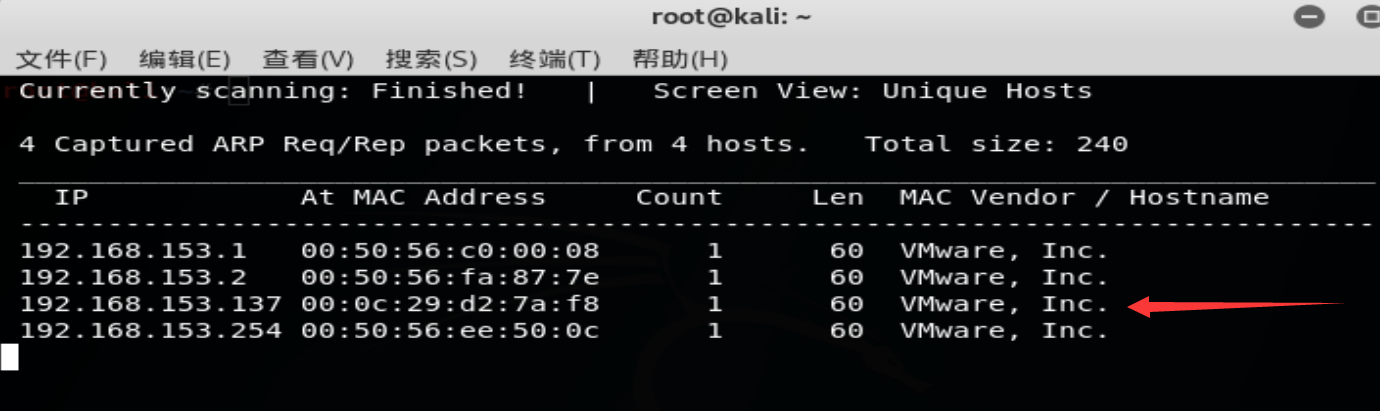 root@kali: ~
文件(F) 编辑(E) 查看(V) 搜索(S) 终端(T) 帮助(H)
Currently scanning: Finished! | Screen View: Unique Hosts
4 Captured ARP Req/Rep packets, from 4 hosts. Total size: 240
IP At MAC Address Count Len MAC Vendor / Hostname
192.168.153.1 00:50:56:c0:00:08 1 60 VMware, Inc.
192.168.153.2 00:50:56:fa:87:7e 1 60 VMware, Inc.
192.168.153.137 00:0c:29:d2:7a:f8 1 60 VMware, Inc.
192.168.153.254 00:50:56:ee:50:0c 1 60 VMware, Inc.